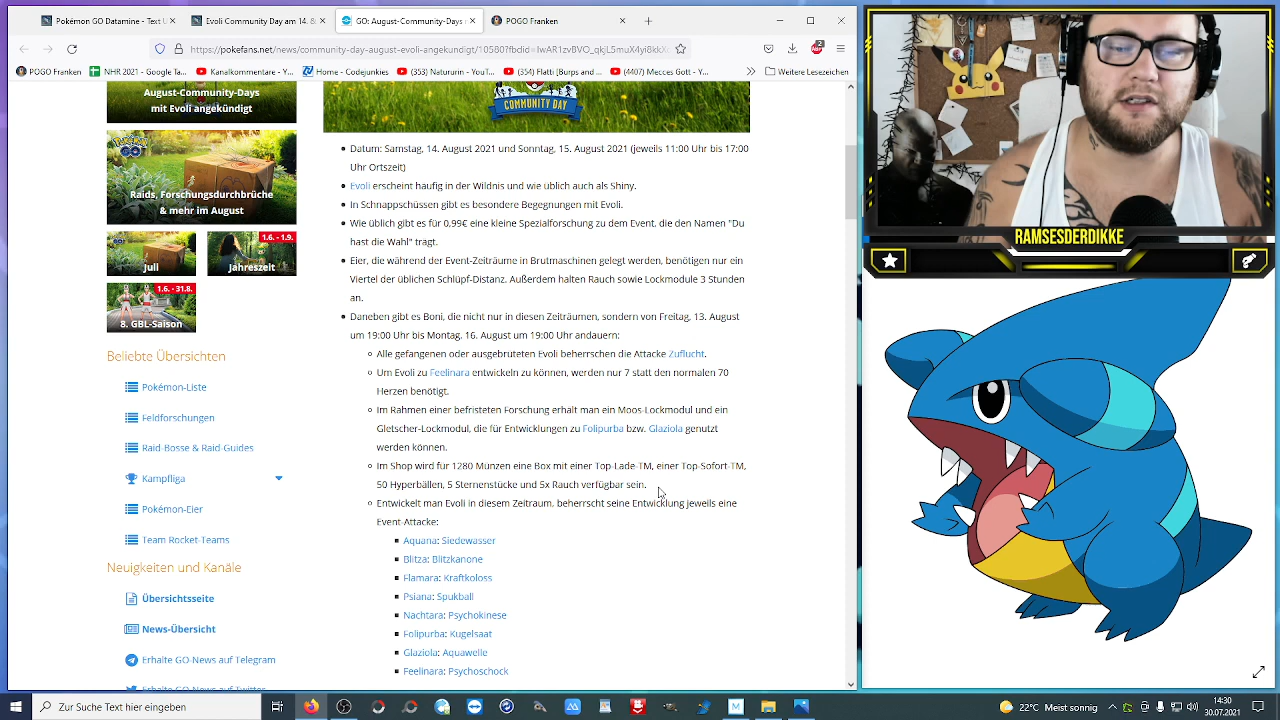 Pokémon - Time - Text U
Evoli Community Day 14. 8.
GO: August-Community-Days
POGO Franken
POGO Franken
NHR 2021 - Google Ta...
Kanalkommentare - Y...
Home - Codejunkies
(353) Natururin - YouT...
(354) Flatti [Burps and ...
(4407) Mecces Gott - Y...
Weitere Lesezeichen
August-Community-Days
mit Evoli angekündigt
Raids, Forschungsdurchbrüche
& mehr im August
Juli
1.6. - 1.9.
Jahreszeit
1.6. - 31.8.
8. GBL-Saison
Beliebte Übersichten
Pokémon-Liste
Feldforschungen
Raid-Bosse & Raid-Guides
Kampfliga
Pokémon-Eier
Team Rocket-Teams
Neuigkeiten und Kanäle
Übersichtsseite
News-Übersicht
Erhalte GO-News auf Telegram
Erhalte GO-News auf Twitter
COMMUNITY DAY
Datum: Samstag, 14. August 2021 und Sonntag, 15. August 2021 (jeweils 11:00 Uhr bis 17:00
Uhr Ortszeit)
Evoli erscheint häufig in der Wildnis und wie üblich auch als Shiny.
In Schnappschüssen gibt es besondere Begegnungen mit Evoli.
Wie üblich gibt es für 0.99€ eine kleine Spezialforschung zu dem Event, die den Namen "Du
hast die Wahl" trägt.
Eier, die während der Event-Zeiträume in Brutmaschinen gelegt werden, benötigen nur ein
Viertel der üblichen Schlüpf-Distanz. Außerdem halten Rauch sowie Lockmodule 3 Stunden
an.
Daneben gibt es Boni, die nicht nur in diesen Zeiträumen, sondern von Freitag, 13. August
um 19:00 Uhr bis Montag, 16. August um 19:00 Uhr andauern:
Alle gefangenen oder ausgebrüteten Evoli beherrschen die Attacke Zuflucht.
Um Evoli zu Feelinara entwickeln zu können, werden nur 7 statt den normalen 70
Herzen benötigt.
Im Rahmen einer befristeten Forschung erhält man ein Moos-Lockmodul und ein
Gletscher-Lockmodul, die für Entwicklungen zu Folipurba bzw. Glaziola genutzt
werden können.
Im Shop wird für 1280 Münzen eine Box mit einer Top-Lade-TM, einer Top-Sofort-TM,
50 Hyperbällen, 5 Sternenstücke und 5x Rauch verfügbar sein.
Entwickelt man Evoli in diesem Zeitraum, beherrscht seine Entwicklung jeweils eine
Event-Attacke:
Aquana: Siedewasser
Blitza: Blitzkanone
Flamara: Kraftkoloss
Psiana: Spukball
Nachtara: Psychokinese
Folipurba: Kugelsaat
Glaziola: Aquawelle
Feelinara: Psychoschock
RAMSESDERDIKKE
Zur Suche Text hier eingeben
22°C Meist sonnig
14:30
30.07.2021